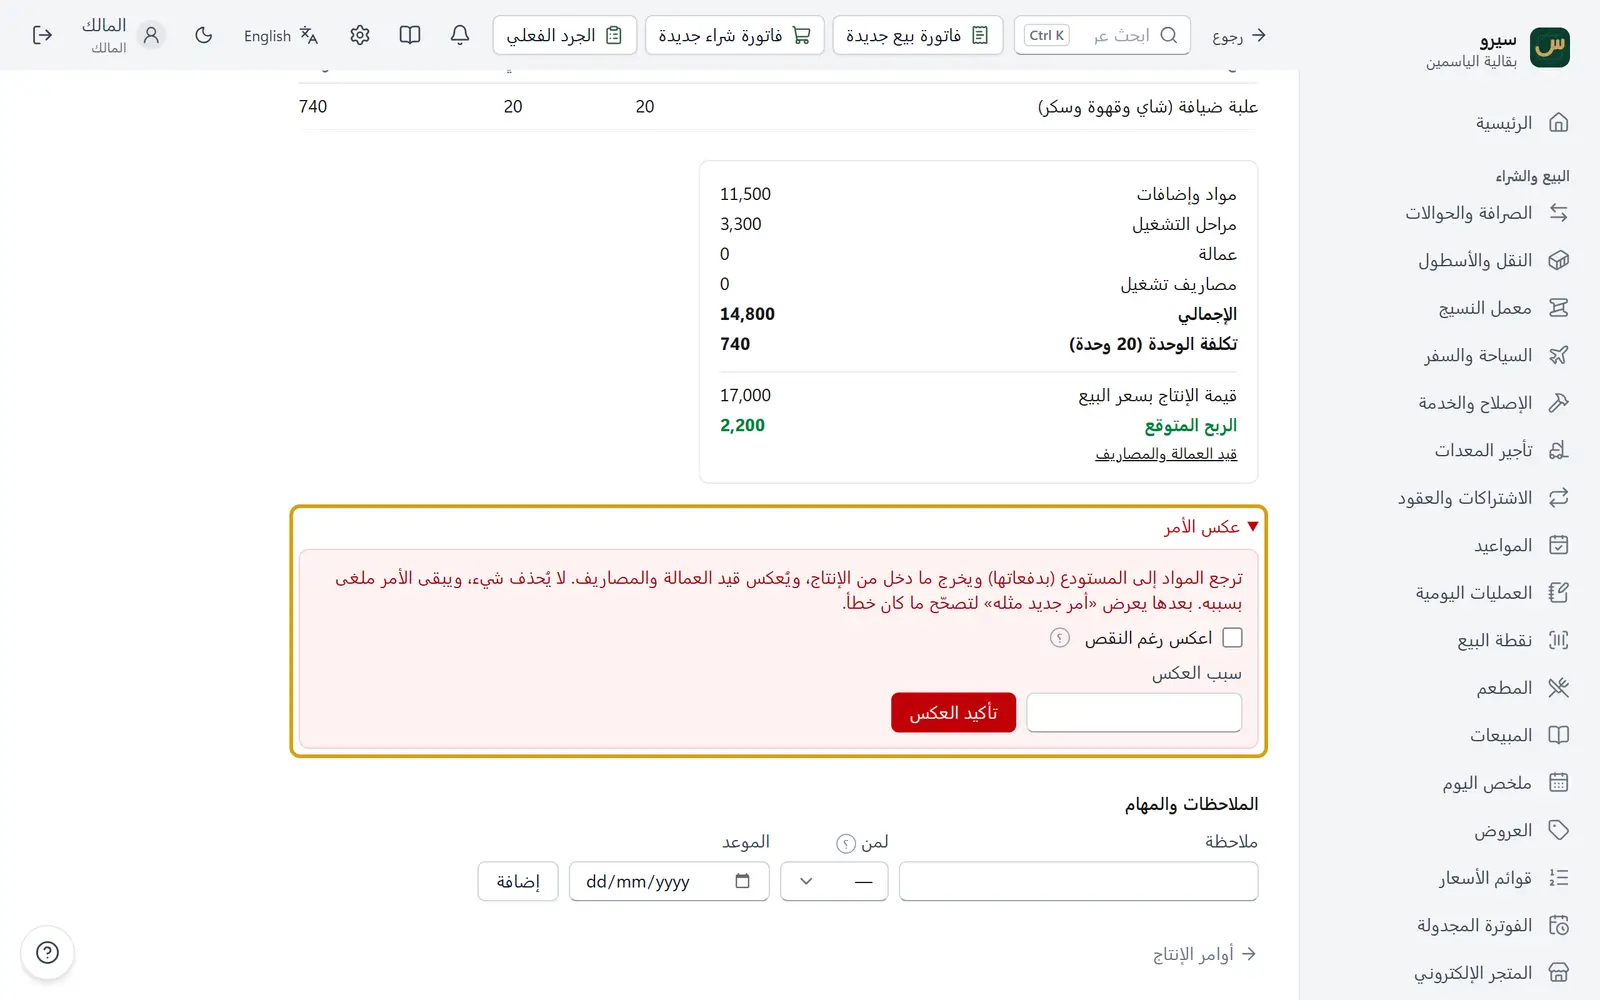 سيرو
بقالية الياسمين
رجوع
ابحث عر
Ctrl K
فاتورة بيع جديدة
فاتورة شراء جديدة
الجرد الفعلي
English
المالك
المالك
الرئيسية
البيع والشراء
الصرافة والحوالات
النقل والأسطول
معمل النسيج
السياحة والسفر
الإصلاح والخدمة
تأجير المعدات
الاشتراكات والعقود
المواعيد
العمليات اليومية
نقطة البيع
المطعم
المبيعات
ملخص اليوم
العروض
قوائم الأسعار
الفوترة المجدولة
المتجر الإلكتروني
علبة ضيافة (شاي وقهوة وسكر) 20 20 740
مواد وإضافات 11,500
مراحل التشغيل 3,300
عمالة 0
مصاريف تشغيل 0
الإجمالي 14,800
تكلفة الوحدة (20 وحدة) 740
قيمة الإنتاج بسعر البيع 17,000
الربح المتوقع 2,200
قيد العمالة والمصاريف
عكس الأمر
ترجع المواد إلى المستودع (بدفعاتها) ويخرج ما دخل من الإنتاج، ويُعكس قيد العمالة والمصاريف. لا يُحذف شيء، ويبقى الأمر ملغى
بسببه. بعدها يعرض «أمر جديد مثله» لتصحّح ما كان خطأ.
اعكس رغم النقص ؟
سبب العكس
تأكيد العكس
الملاحظات والمهام
ملاحظة
لمن ؟
الموعد
—
dd/mm/yyyy
إضافة
أوامر الإنتاج